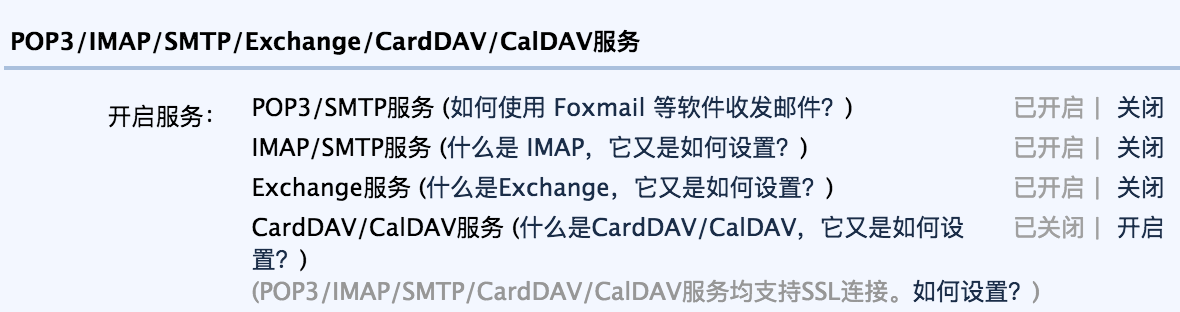 POP3/IMAP/SMTP/Exchange/CardDAV/CalDAV服务
开启服务： POP3/SMTP服务 (如何使用 Foxmail 等软件收发邮件？) 已开启 | 关闭
IMAP/SMTP服务 (什么是 IMAP，它又是如何设置？) 已开启 | 关闭
Exchange服务 (什么是Exchange，它又是如何设置？) 已开启 | 关闭
CardDAV/CalDAV服务 (什么是CardDAV/CalDAV，它又是如何设 已关闭 | 开启
置？)
(POP3/IMAP/SMTP/CardDAV/CalDAV服务均支持SSL连接。如何设置？)